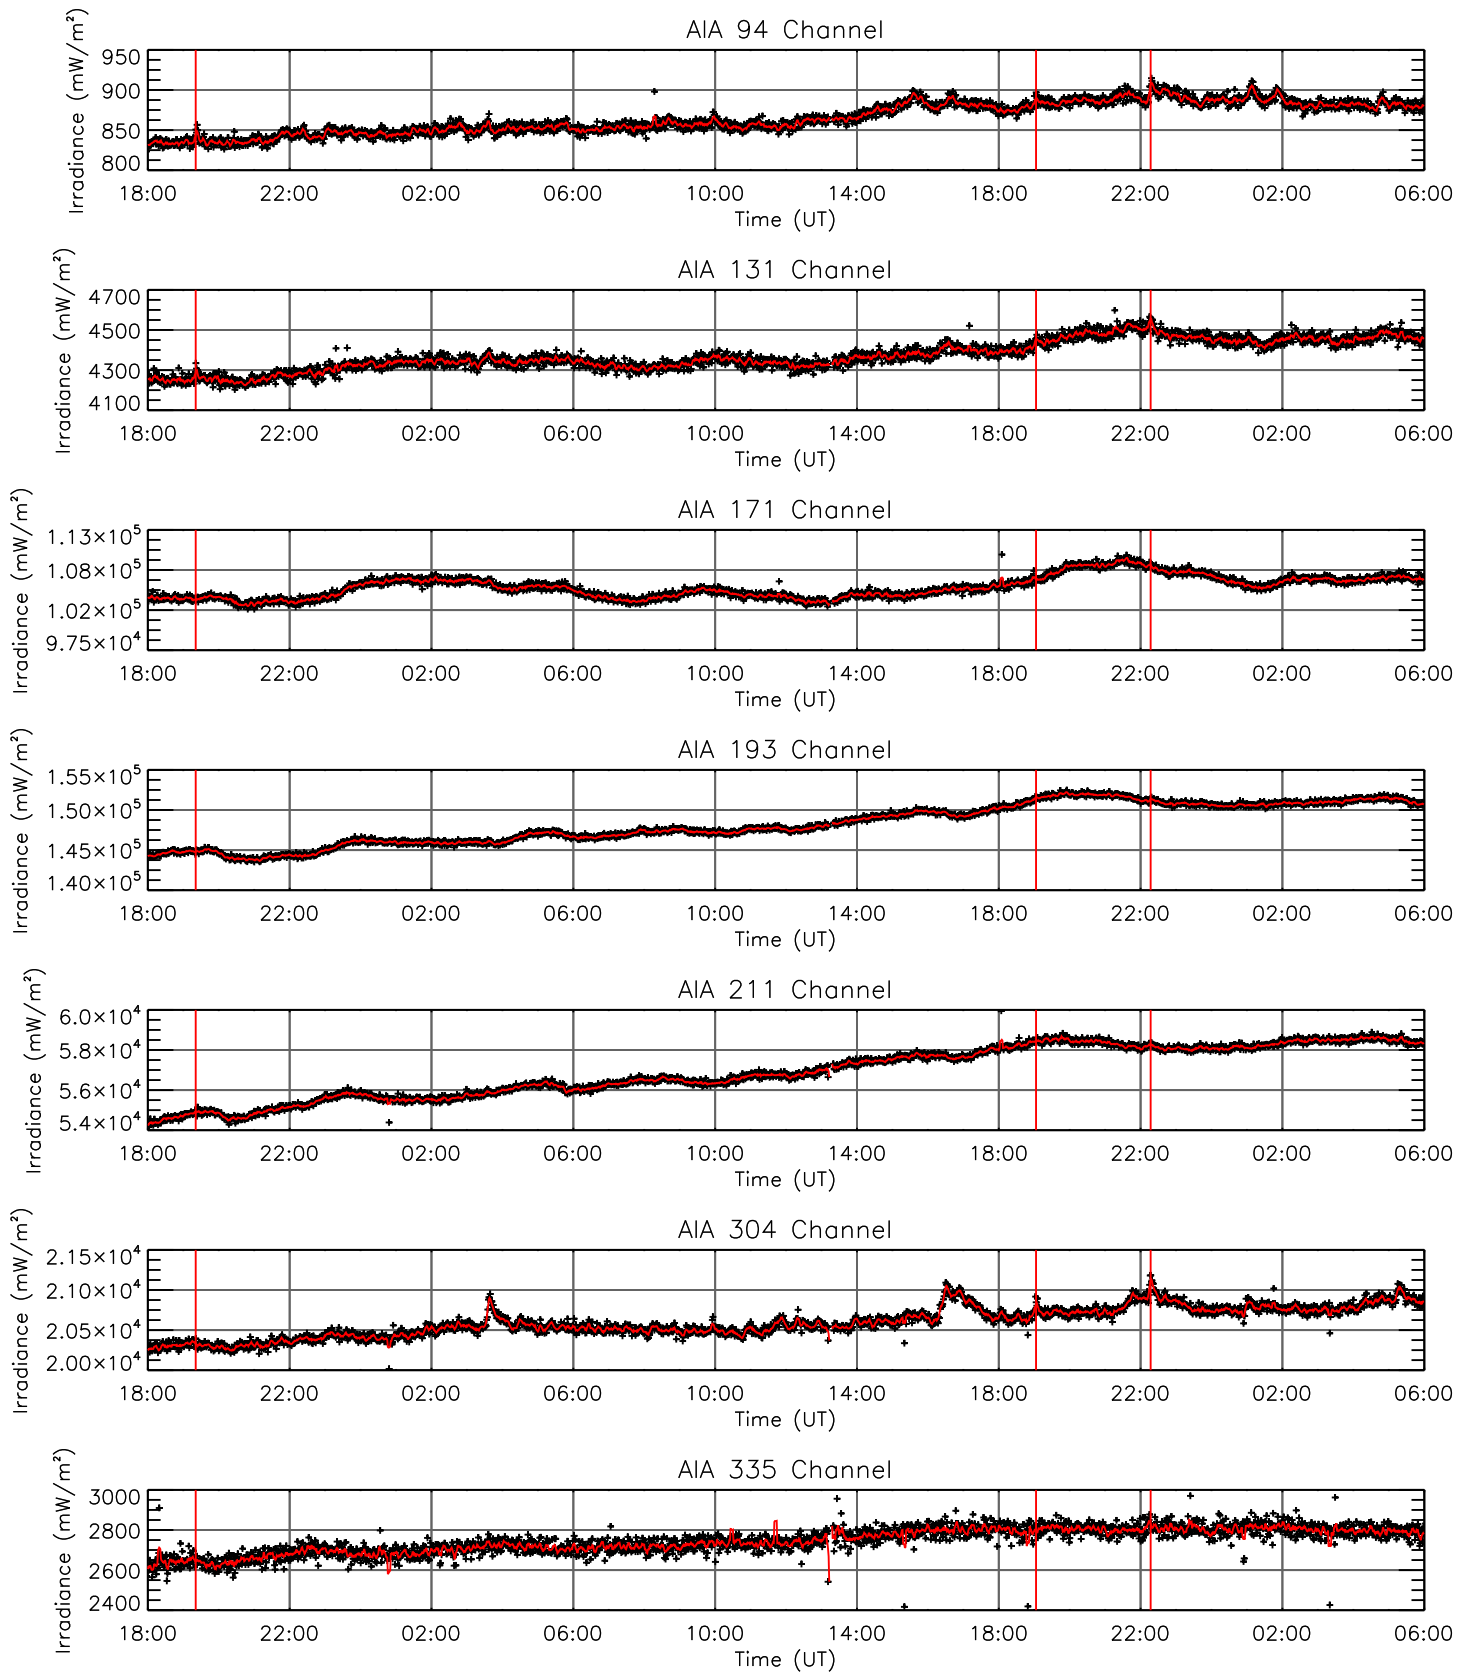 AIA 94 Channel
Irradiance (mW/m²)
950
900
850
800
18:00 22:00 02:00 06:00 10:00 14:00 18:00 22:00 02:00 06:00
Time (UT)
AIA 131 Channel
Irradiance (mW/m²)
4700
4500
4300
4100
18:00 22:00 02:00 06:00 10:00 14:00 18:00 22:00 02:00 06:00
Time (UT)
AIA 171 Channel
Irradiance (mW/m²)
1.13×10⁵
1.08×10⁵
1.02×10⁵
9.75×10⁴
18:00 22:00 02:00 06:00 10:00 14:00 18:00 22:00 02:00 06:00
Time (UT)
AIA 193 Channel
Irradiance (mW/m²)
1.55×10⁵
1.50×10⁵
1.45×10⁵
1.40×10⁵
18:00 22:00 02:00 06:00 10:00 14:00 18:00 22:00 02:00 06:00
Time (UT)
AIA 211 Channel
Irradiance (mW/m²)
6.0×10⁴
5.8×10⁴
5.6×10⁴
5.4×10⁴
18:00 22:00 02:00 06:00 10:00 14:00 18:00 22:00 02:00 06:00
Time (UT)
AIA 304 Channel
Irradiance (mW/m²)
2.15×10⁴
2.10×10⁴
2.05×10⁴
2.00×10⁴
18:00 22:00 02:00 06:00 10:00 14:00 18:00 22:00 02:00 06:00
Time (UT)
AIA 335 Channel
Irradiance (mW/m²)
3000
2800
2600
2400
18:00 22:00 02:00 06:00 10:00 14:00 18:00 22:00 02:00 06:00
Time (UT)